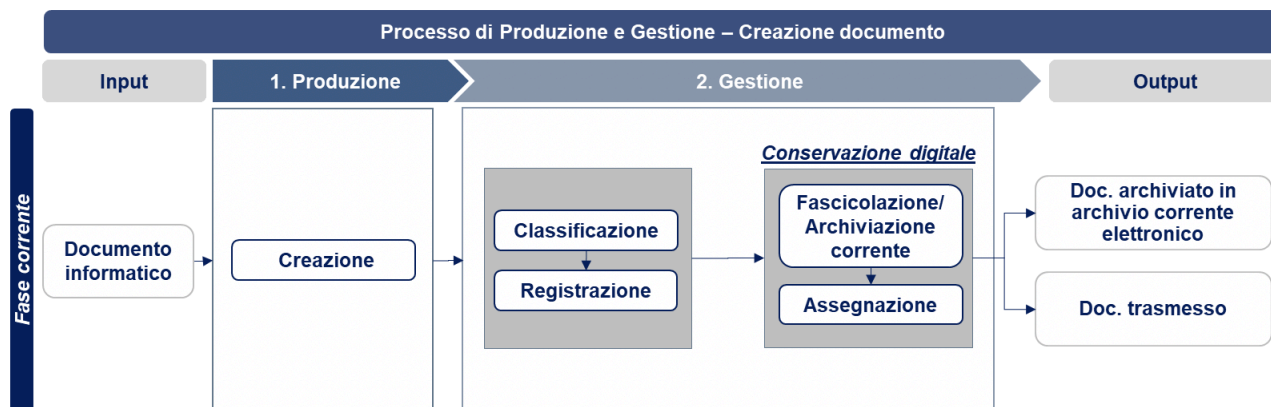 Processo di Produzione e Gestione – Creazione documento
Input
1. Produzione
2. Gestione
Output
Fase corrente
Documento
informatico
Creazione
Classificazione
Registrazione
Conservazione digitale
Fascicolazione/
Archiviazione
corrente
Assegnazione
Doc. archiviato in
archivio corrente
elettronico
Doc. trasmesso